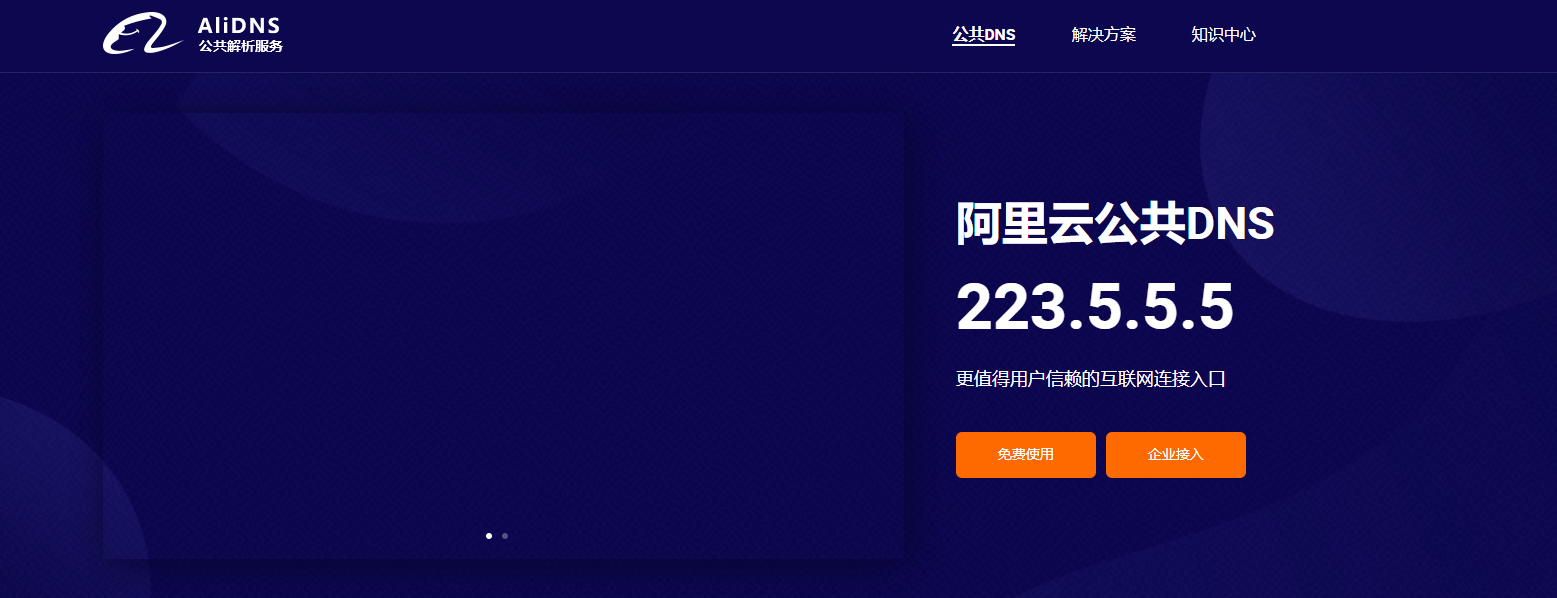 AliDNS
公共解析服务
公共DNS
解决方案
知识中心
阿里云公共DNS
223.5.5.5
更值得用户信赖的互联网连接入口
免费使用
企业接入